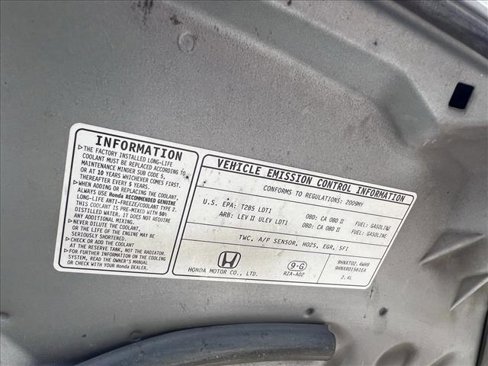 INFORMATION
▷THE FACTORY INSTALLED LONG-LIFE
COOLANT MUST BE REPLACED ACCORDING TO
MAINTENANCE MINDER SUB CODE 5,
OR AT 10 YEARS WHICHEVER COMES FIRST.
THEREAFTER EVERY 5 YEARS.
▷WHEN ADDING OR REPLACING THE COOLANT,
ALWAYS USE Honda RECOMMENDED GENUINE
LONG-LIFE ANTI-FREEZE/COOLANT TYPE 2.
THIS COOLANT IS PRE-MIXED WITH 50%
DISTILLED WATER. IT DOES NOT REQUIRE
ANY ADDITIONAL MIXING.
▷NEVER DILUTE THE COOLANT,
OR THE LIFE OF THE ENGINE MAY BE
SERIOUSLY SHORTENED.
▷CHECK OR ADD THE COOLANT
AT THE RESERVE TANK, NOT THE RADIATOR.
▷FOR FURTHER INFORMATION OF THE COOLING
SYSTEM, READ THE OWNER'S MANUAL
OR CONTACT YOUR Honda DEALER.
VEHICLE EMISSION CONTROL INFORMATION
CONFORMS TO REGULATIONS: 2009MY
U.S. EPA: T2B5 LDT1 OBD: CA OBD II FUEL: GASOLINE
ARB: LEV II ULEV LDT1 OBD: CA OBD II FUEL: GASOLINE
TWC, A/F SENSOR, HO2S, EGR, SFI
HONDA MOTOR CO., LTD.
9-G
RZA-A02
2.4L